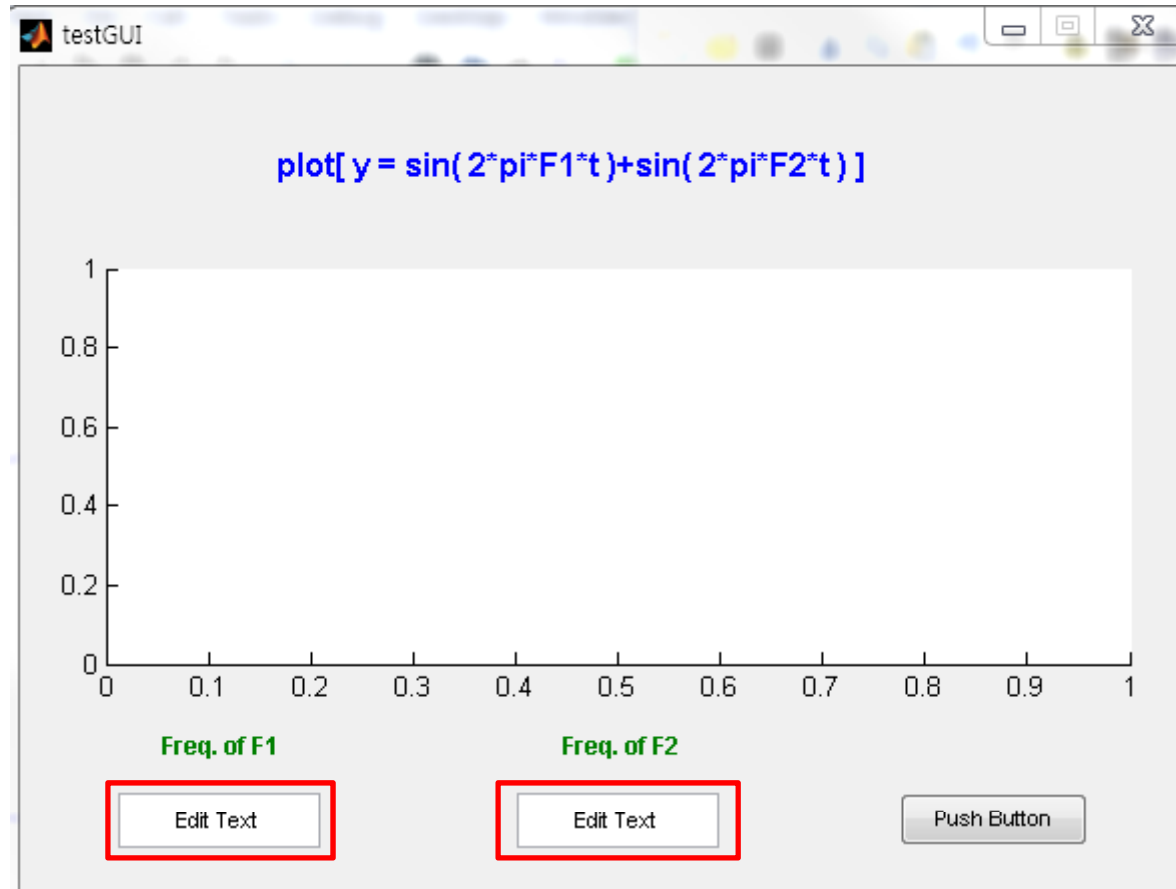 testGUI
plot[ y = sin( 2*pi*F1*t )+sin( 2*pi*F2*t ) ]
1
0.8
0.6
0.4
0.2
0
0 0.1 0.2 0.3 0.4 0.5 0.6 0.7 0.8 0.9 1
Freq. of F1 Freq. of F2
Edit Text Edit Text Push Button